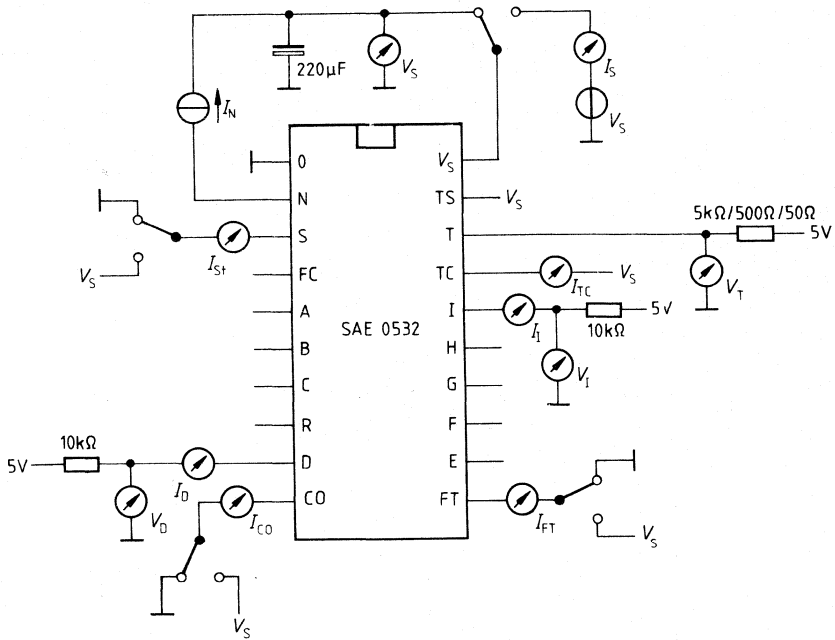 220µF
V_S
I_S
V_S
I_N
0
V_S
N
TS
V_S
5kΩ/500Ω/50Ω
S
I_St
T
5V
V_S
FC
TC
I_TC
V_S
V_T
A
I
I_I
10kΩ
5V
SAE 0532
B
H
V_I
C
G
R
F
5V
10kΩ
I_D
D
E
V_D
I_CO
CO
FT
I_FT
V_S
V_S